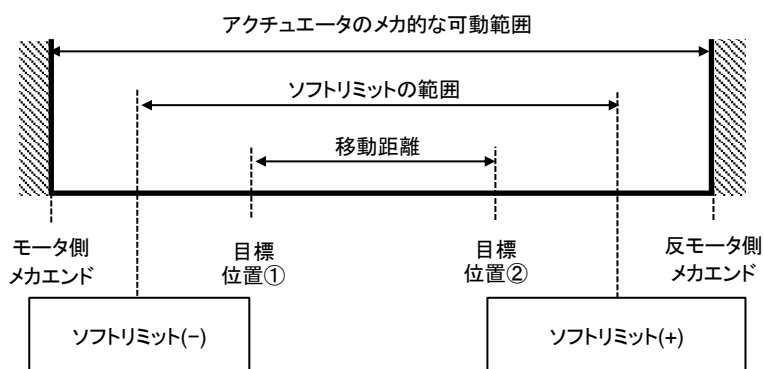 アクチュエータのメカ的な可動範囲
ソフトリミットの範囲
移動距離
モータ側
メカエンド
目標
位置①
目標
位置②
反モータ側
メカエンド
ソフトリミット(−)
ソフトリミット(+)